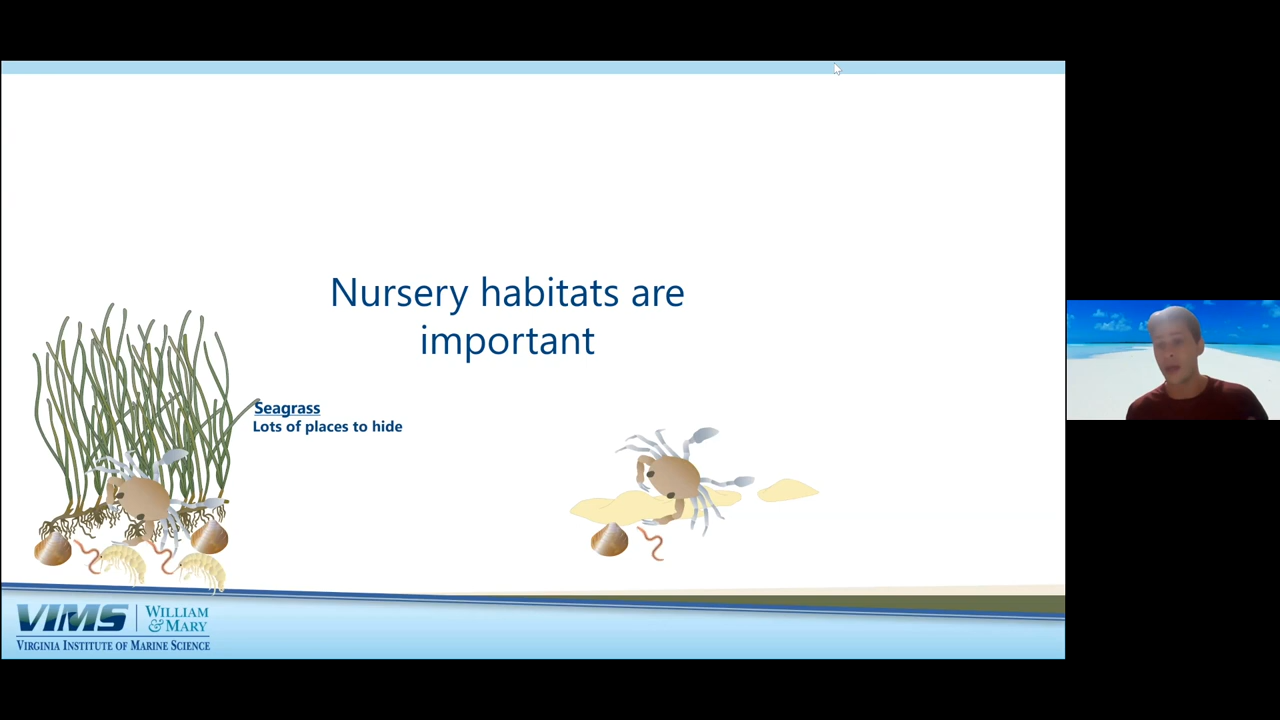 Nursery habitats are
important
Seagrass
Lots of places to hide
VIMS
WILLIAM
& MARY
VIRGINIA INSTITUTE OF MARINE SCIENCE